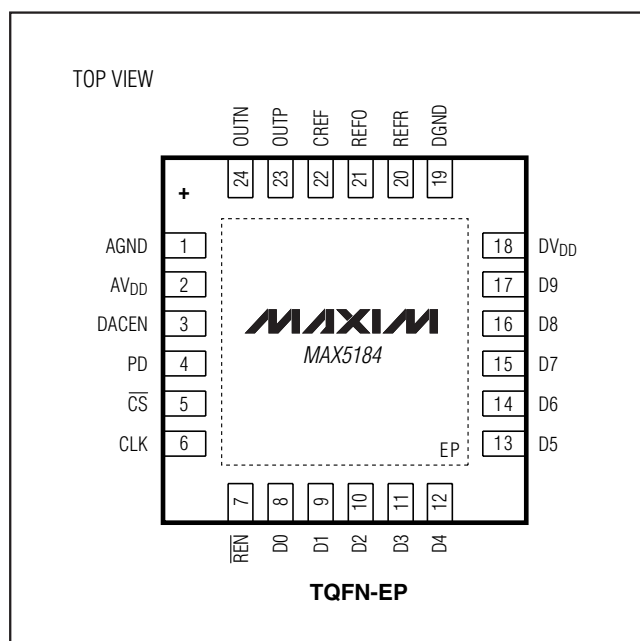 TOP VIEW
OUTN
OUTP
CREF
REFO
REFR
DGND
24
23
22
21
20
19
+
AGND 1
AVDD 2
DACEN 3
PD 4
CS 5
CLK 6
18 DVDD
17 D9
16 D8
15 D7
14 D6
13 D5
MAXIM
MAX5184
EP
7
8
9
10
11
12
REN
D0
D1
D2
D3
D4
TQFN-EP